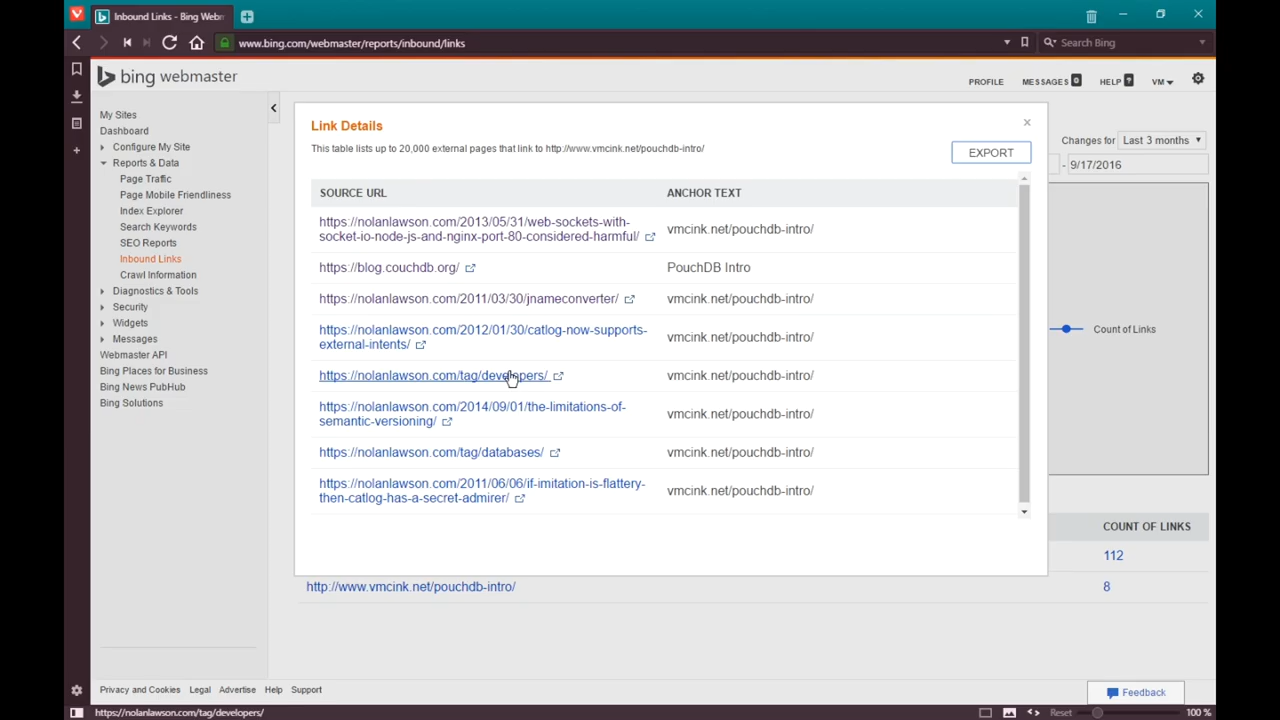 Inbound Links - Bing Webm
www.bing.com/webmaster/reports/inbound/links
Search Bing
bing webmaster
PROFILE
MESSAGES 0
HELP ?
VM
My Sites
Dashboard
Configure My Site
Reports & Data
Page Traffic
Page Mobile Friendliness
Index Explorer
Search Keywords
SEO Reports
Inbound Links
Crawl Information
Diagnostics & Tools
Security
Widgets
Messages
Webmaster API
Bing Places for Business
Bing News PubHub
Bing Solutions
Link Details
This table lists up to 20,000 external pages that link to http://www.vmcink.net/pouchdb-intro/
EXPORT
SOURCE URL ANCHOR TEXT
https://nolanlawson.com/2013/05/31/web-sockets-with-
socket-io-node-js-and-nginx-port-80-considered-harmful/
vmcink.net/pouchdb-intro/
https://blog.couchdb.org/ PouchDB Intro
https://nolanlawson.com/2011/03/30/jnameconverter/ vmcink.net/pouchdb-intro/
https://nolanlawson.com/2012/01/30/catlog-now-supports-
external-intents/
vmcink.net/pouchdb-intro/
https://nolanlawson.com/tag/developers/ vmcink.net/pouchdb-intro/
https://nolanlawson.com/2014/09/01/the-limitations-of-
semantic-versioning/
vmcink.net/pouchdb-intro/
https://nolanlawson.com/tag/databases/ vmcink.net/pouchdb-intro/
https://nolanlawson.com/2011/06/06/if-imitation-is-flattery-
then-catlog-has-a-secret-admirer/
vmcink.net/pouchdb-intro/
Changes for Last 3 months
- 9/17/2016
Count of Links
COUNT OF LINKS
112
http://www.vmcink.net/pouchdb-intro/ 8
Privacy and Cookies Legal Advertise Help Support
Feedback
https://nolanlawson.com/tag/developers/
Reset
100 %